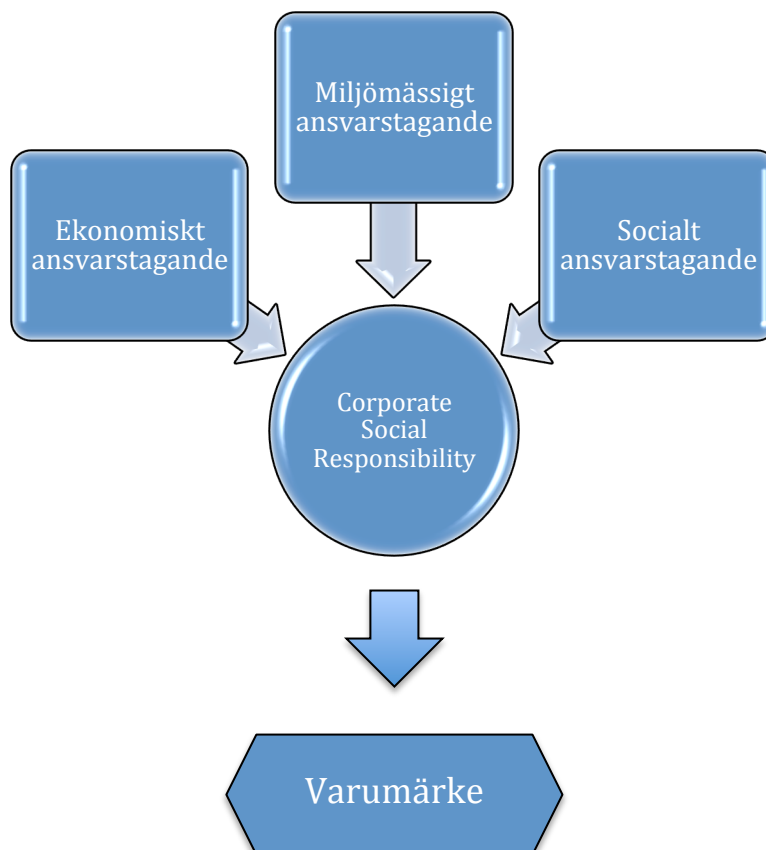 Miljömässigt
ansvarstagande
Ekonomiskt
ansvarstagande
Socialt
ansvarstagande
Corporate
Social
Responsibility
Varumärke